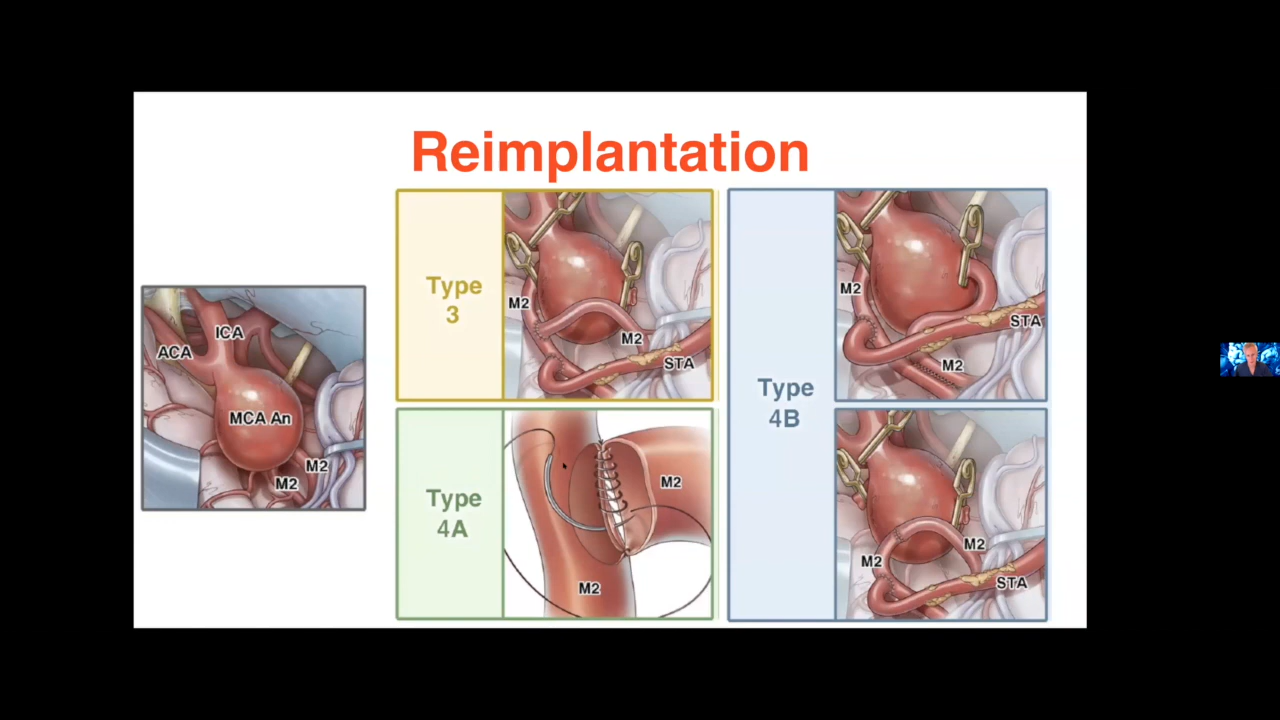 Reimplantation
ICA
ACA
MCA An
M2
M2
Type
3
M2
M2
STA
Type
4A
M2
M2
Type
4B
M2
STA
M2
M2
M2
STA